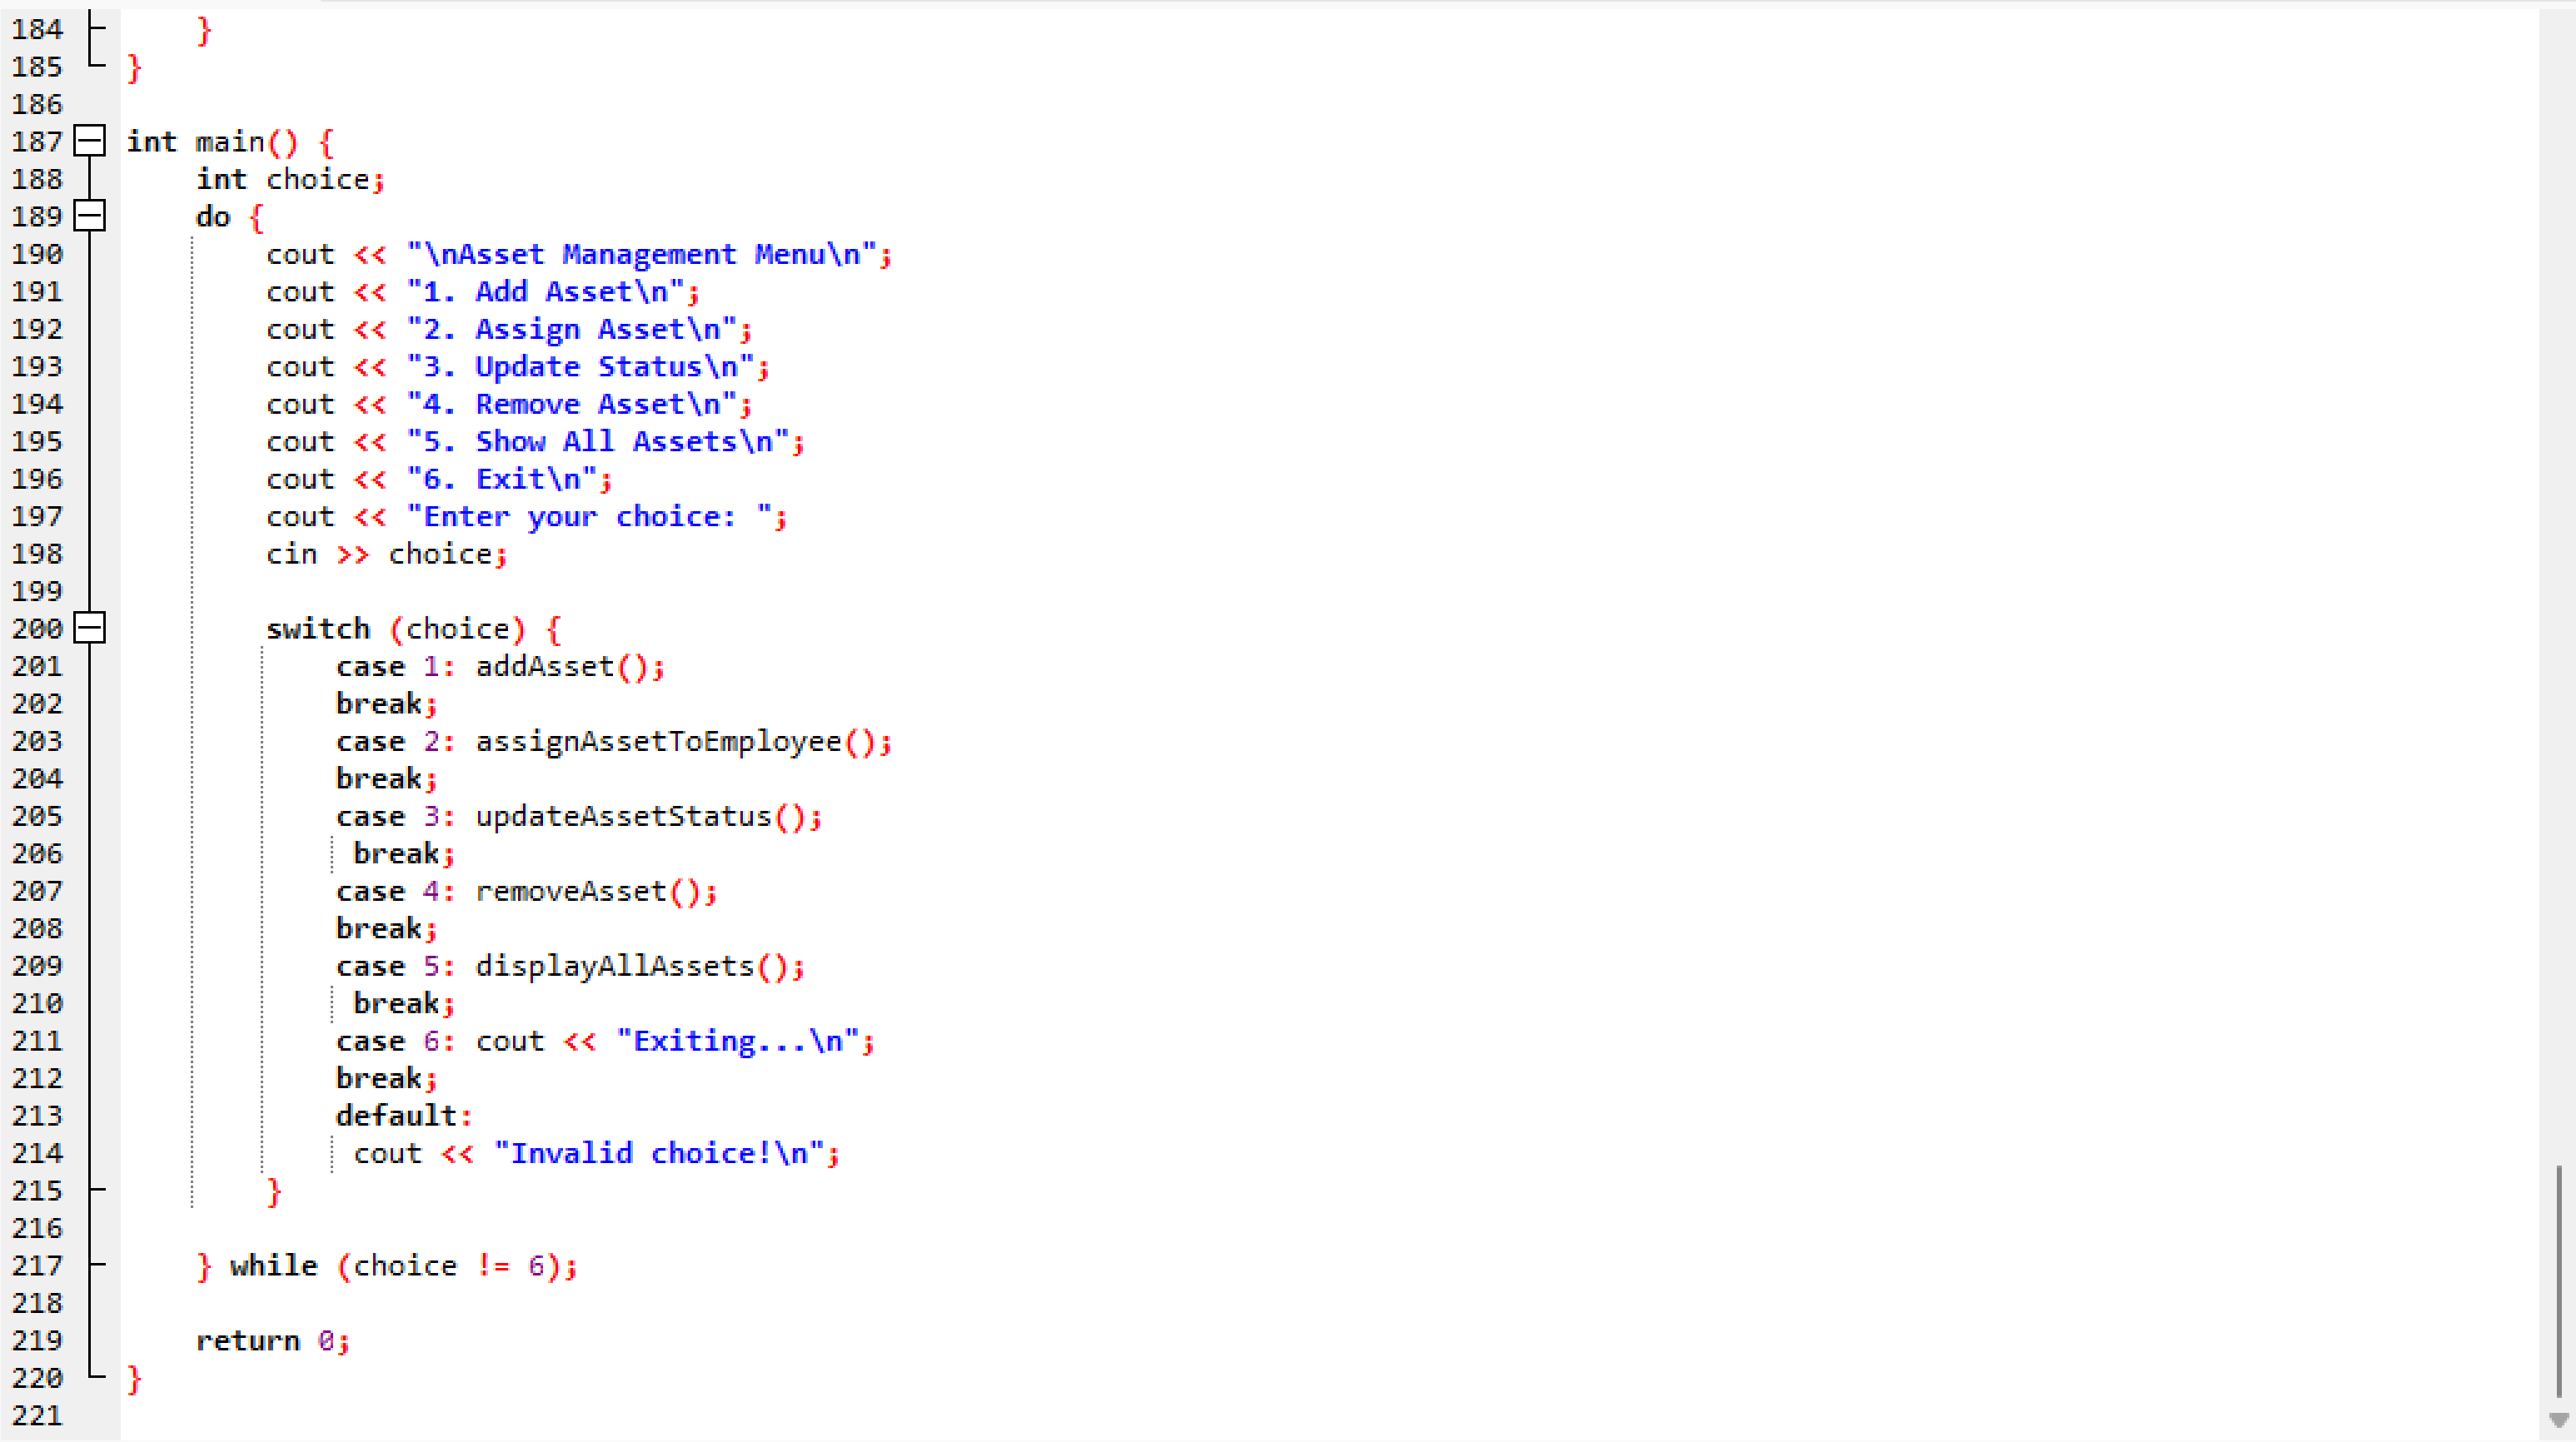 184 }
185 }
186
187 int main() {
188 int choice;
189 do {
190 cout << "\nAsset Management Menu\n";
191 cout << "1. Add Asset\n";
192 cout << "2. Assign Asset\n";
193 cout << "3. Update Status\n";
194 cout << "4. Remove Asset\n";
195 cout << "5. Show All Assets\n";
196 cout << "6. Exit\n";
197 cout << "Enter your choice: ";
198 cin >> choice;
199
200 switch (choice) {
201 case 1: addAsset();
202 break;
203 case 2: assignAssetToEmployee();
204 break;
205 case 3: updateAssetStatus();
206 break;
207 case 4: removeAsset();
208 break;
209 case 5: displayAllAssets();
210 break;
211 case 6: cout << "Exiting...\n";
212 break;
213 default:
214 cout << "Invalid choice!\n";
215 }
216
217 } while (choice != 6);
218
219 return 0;
220 }
221